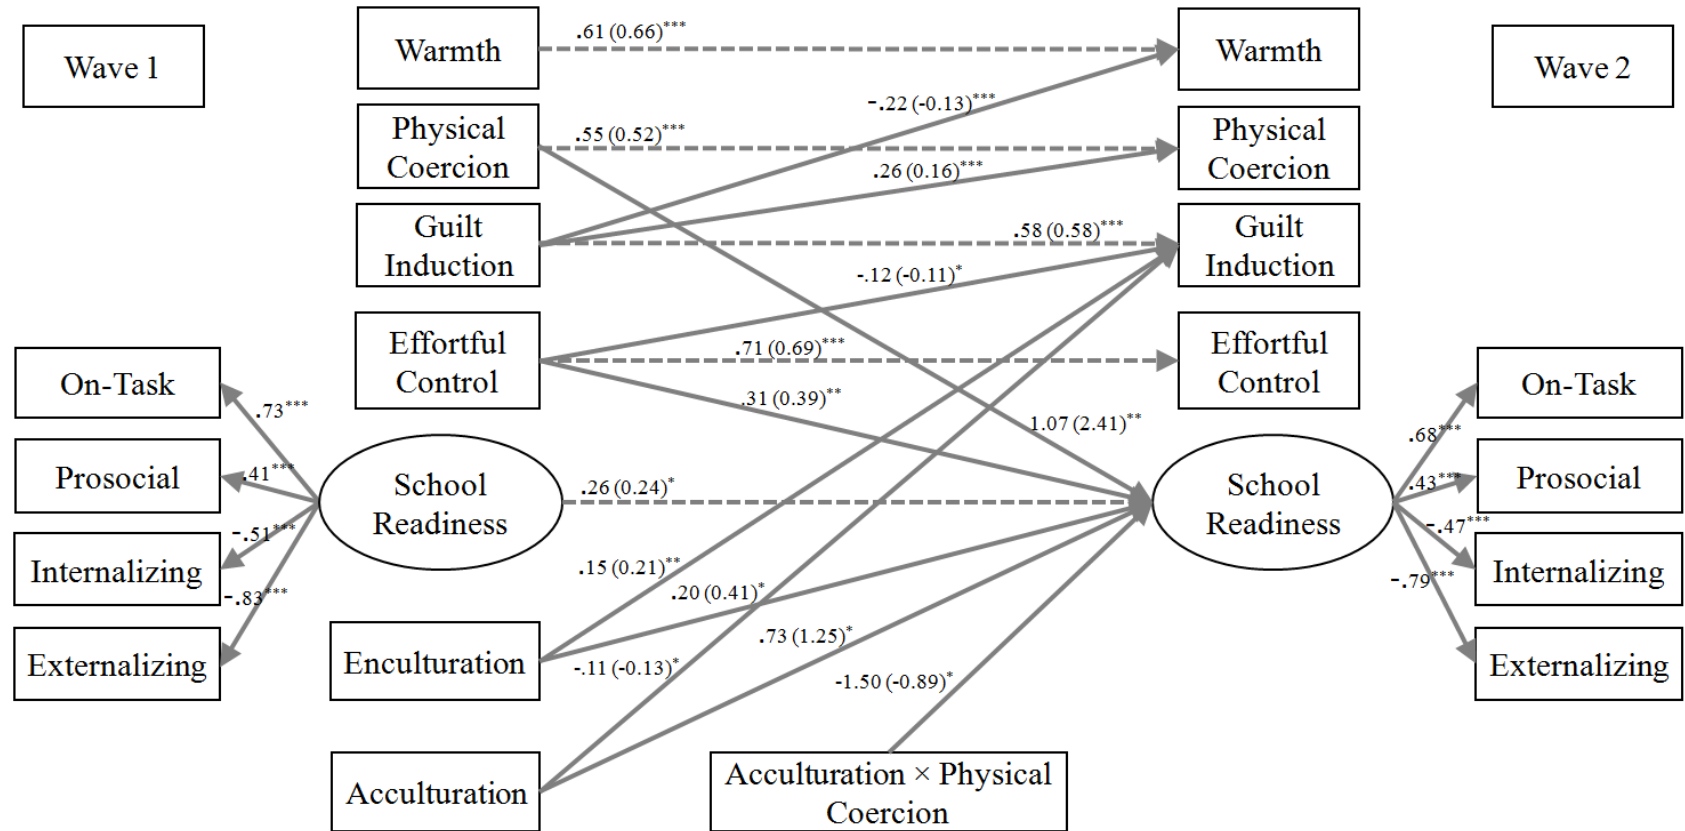 Wave 1
Warmth
.61 (0.66)***
Warmth
Wave 2
-.22 (-0.13)***
Physical
Coercion
.55 (0.52)***
.26 (0.16)***
Physical
Coercion
Guilt
Induction
.58 (0.58)***
Guilt
Induction
-.12 (-0.11)*
Effortful
Control
.71 (0.69)***
.31 (0.39)**
Effortful
Control
1.07 (2.41)**
On-Task
.73***
Prosocial
.41***
Internalizing
-.51***
Externalizing
-.83***
School
Readiness
.26 (0.24)*
School
Readiness
.68***
On-Task
.43***
Prosocial
-.47***
Internalizing
-.79***
Externalizing
.15 (0.21)**
.20 (0.41)*
Enculturation
-.11 (-0.13)*
.73 (1.25)*
-1.50 (-0.89)*
Acculturation
Acculturation × Physical
Coercion